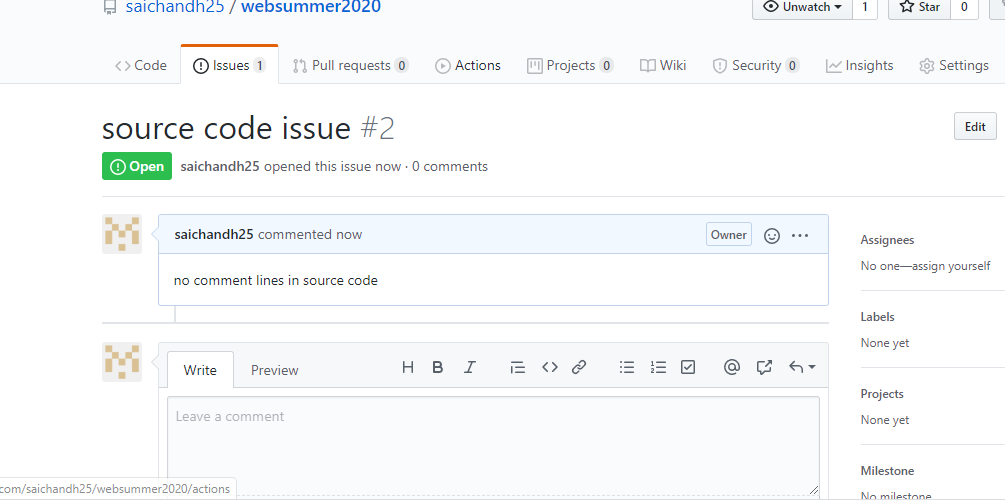 saichandh25 / websummer2020
Unwatch 1 Star 0
Code Issues 1 Pull requests 0 Actions Projects 0 Wiki Security 0 Insights Settings
source code issue #2
Edit
Open saichandh25 opened this issue now · 0 comments
saichandh25 commented now Owner
no comment lines in source code
Assignees
No one—assign yourself
Labels
None yet
Projects
None yet
Milestone
No milestone
Write Preview
Leave a comment
com/saichandh25/websummer2020/actions